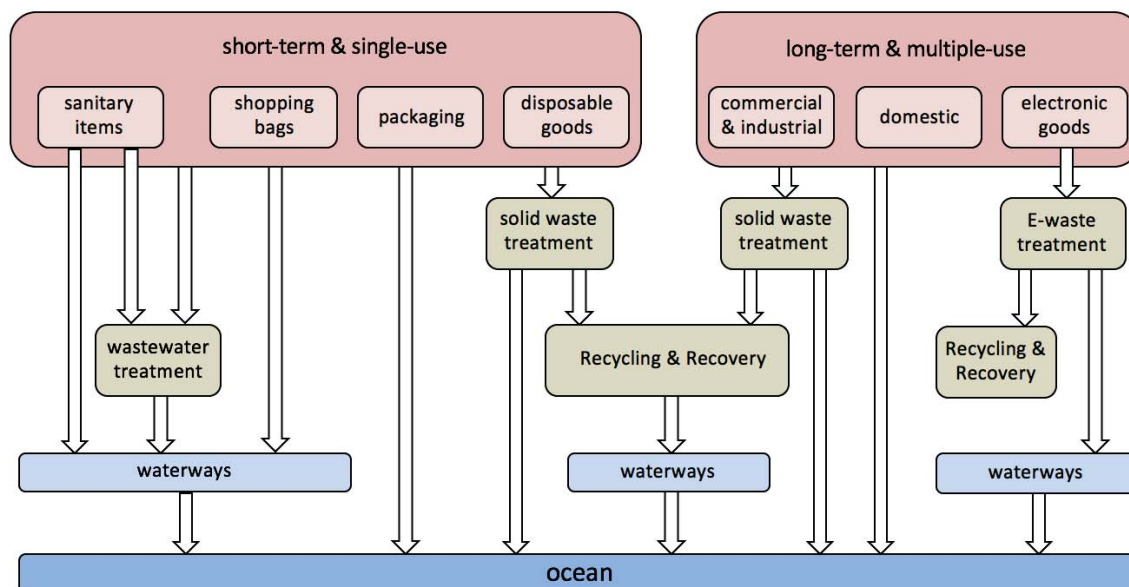 short-term & single-use
long-term & multiple-use
sanitary
items
shopping
bags
packaging
disposable
goods
commercial
& industrial
domestic
electronic
goods
solid waste
treatment
solid waste
treatment
E-waste
treatment
wastewater
treatment
Recycling & Recovery
Recycling &
Recovery
waterways
waterways
waterways
ocean